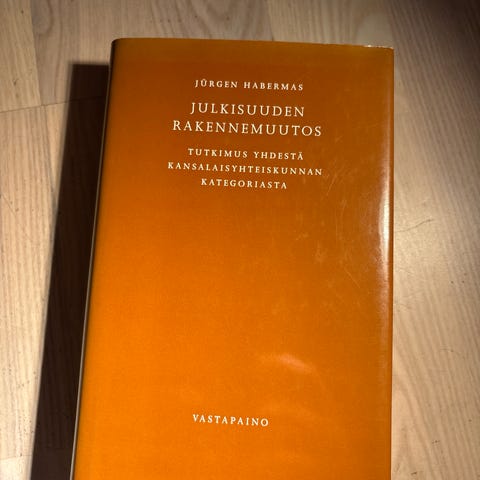 JÜRGEN HABERMAS
JULKISUUDEN
RAKENNEMUUTOS
TUTKIMUS YHDESTÄ
KANSALAISYHTEISKUNNAN
KATEGORIASTA
VASTAPAINO